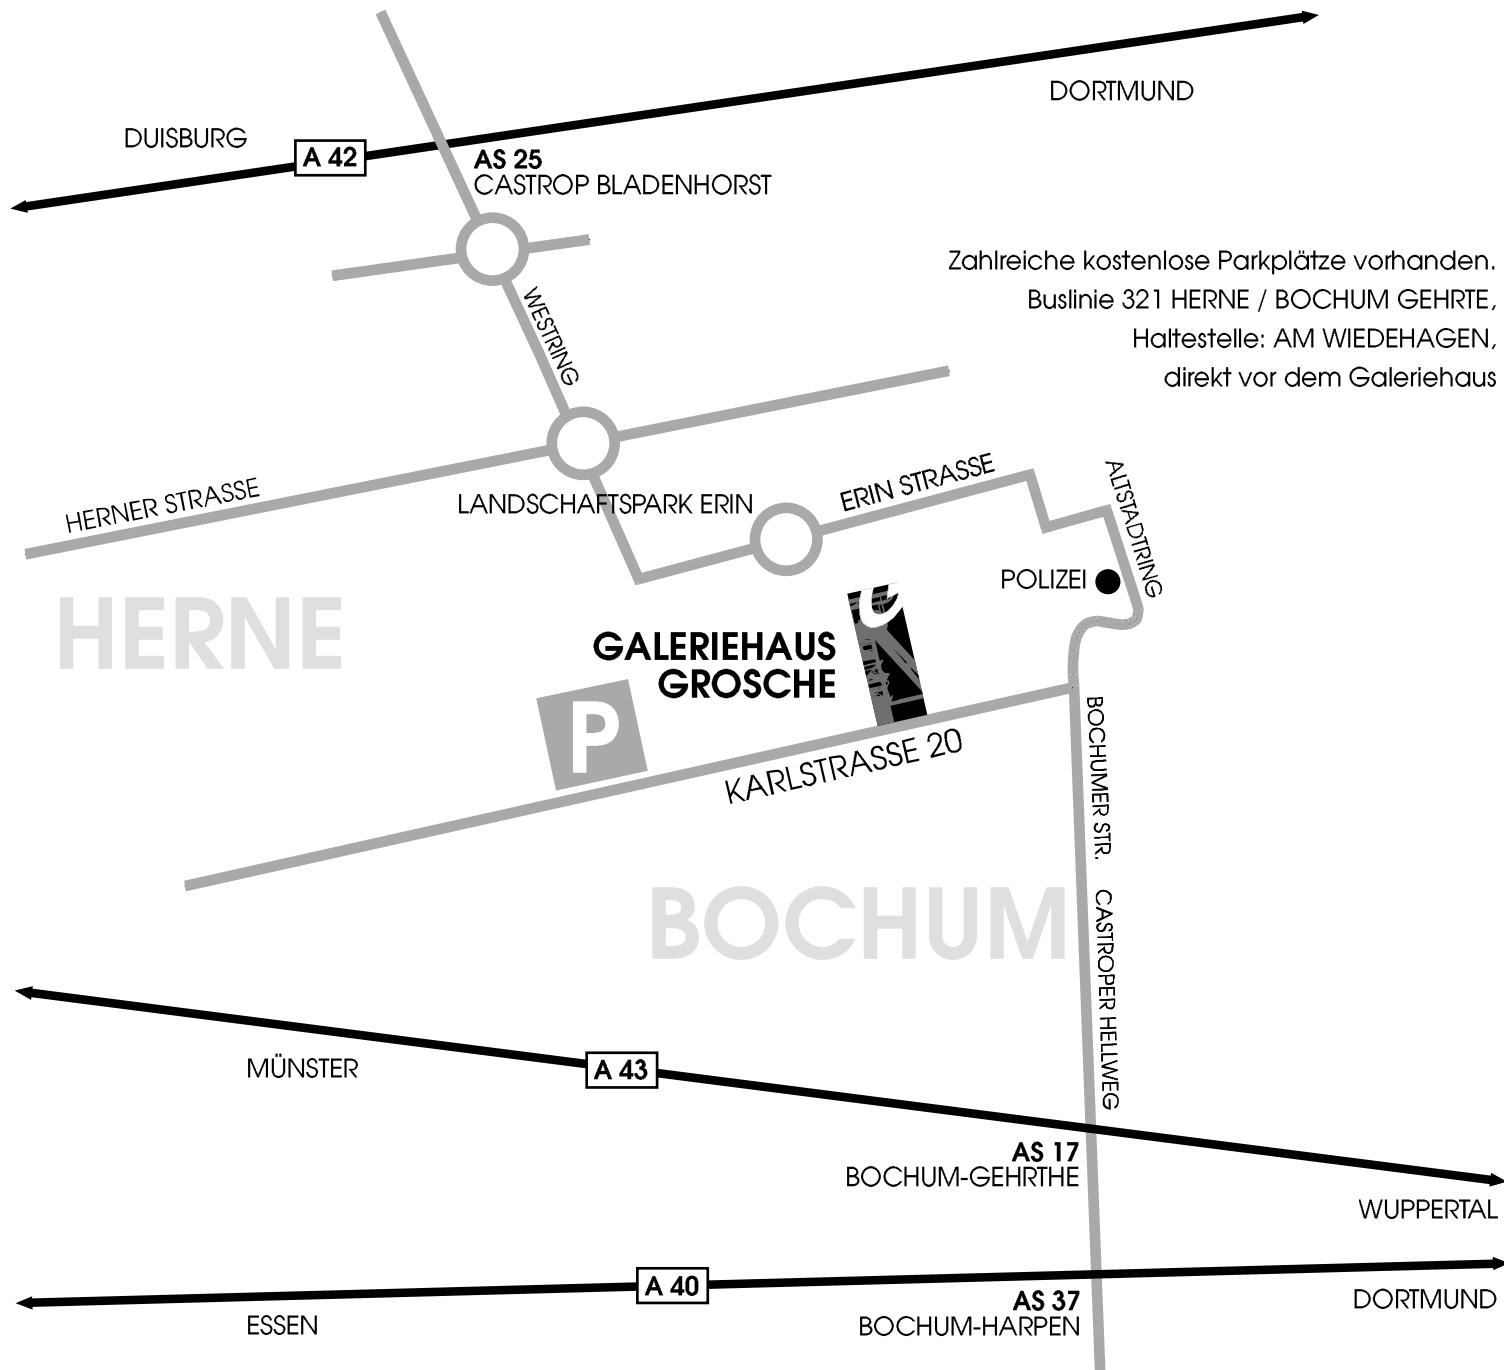 DORTMUND
DUISBURG
A 42
AS 25
CASTROP BLADENHORST
Zahlreiche kostenlose Parkplätze vorhanden.
Buslinie 321 HERNE / BOCHUM GEHRTE,
Haltestelle: AM WIEDEHAGEN,
direkt vor dem Galeriehaus
WESTRING
HERNER STRASSE
LANDSCHAFTSPARK ERIN
ERIN STRASSE
ALTSTADTRING
POLIZEI
HERNE
GALERIEHAUS
GROSCHE
P
KARLSTRASSE 20
BOCHUMER STR.
CASTROPER HELLWEG
BOCHUM
MÜNSTER
A 43
AS 17
BOCHUM-GEHRTHE
WUPPERTAL
A 40
ESSEN
AS 37
BOCHUM-HARPEN
DORTMUND